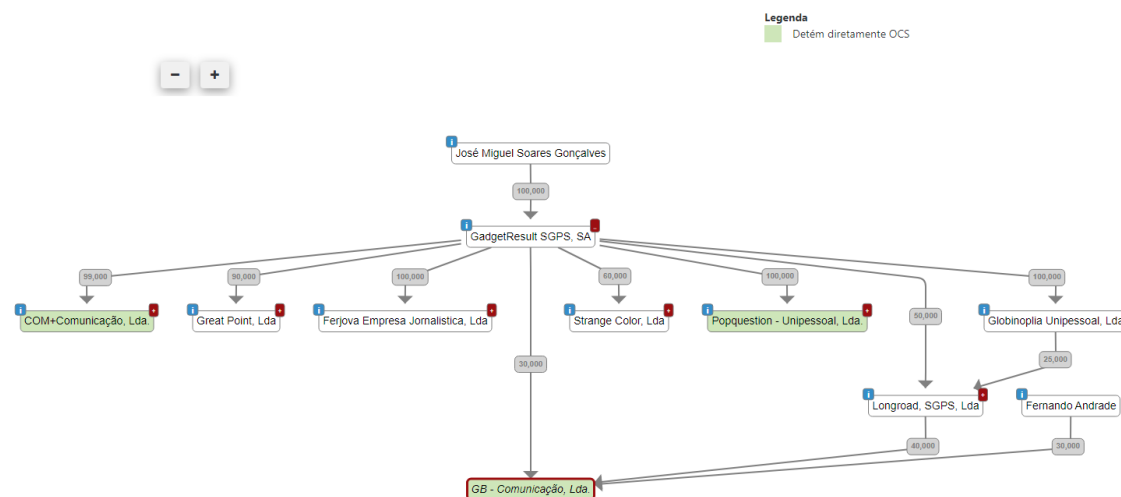 Legenda
Detém diretamente OCS
− +
i
José Miguel Soares Gonçalves
100,000
i -
GadgetResult SGPS, SA
99,000 90,000 100,000 60,000 100,000 100,000
i + i + i + i + i + i
COM+Comunicação, Lda. Great Point, Lda Ferjova Empresa Jornalistica, Lda Strange Color, Lda Popquestion - Unipessoal, Lda. Globinoplia Unipessoal, Lda
50,000
30,000 25,000
i + i
Longroad, SGPS, Lda Fernando Andrade
40,000 30,000
GB - Comunicação, Lda.